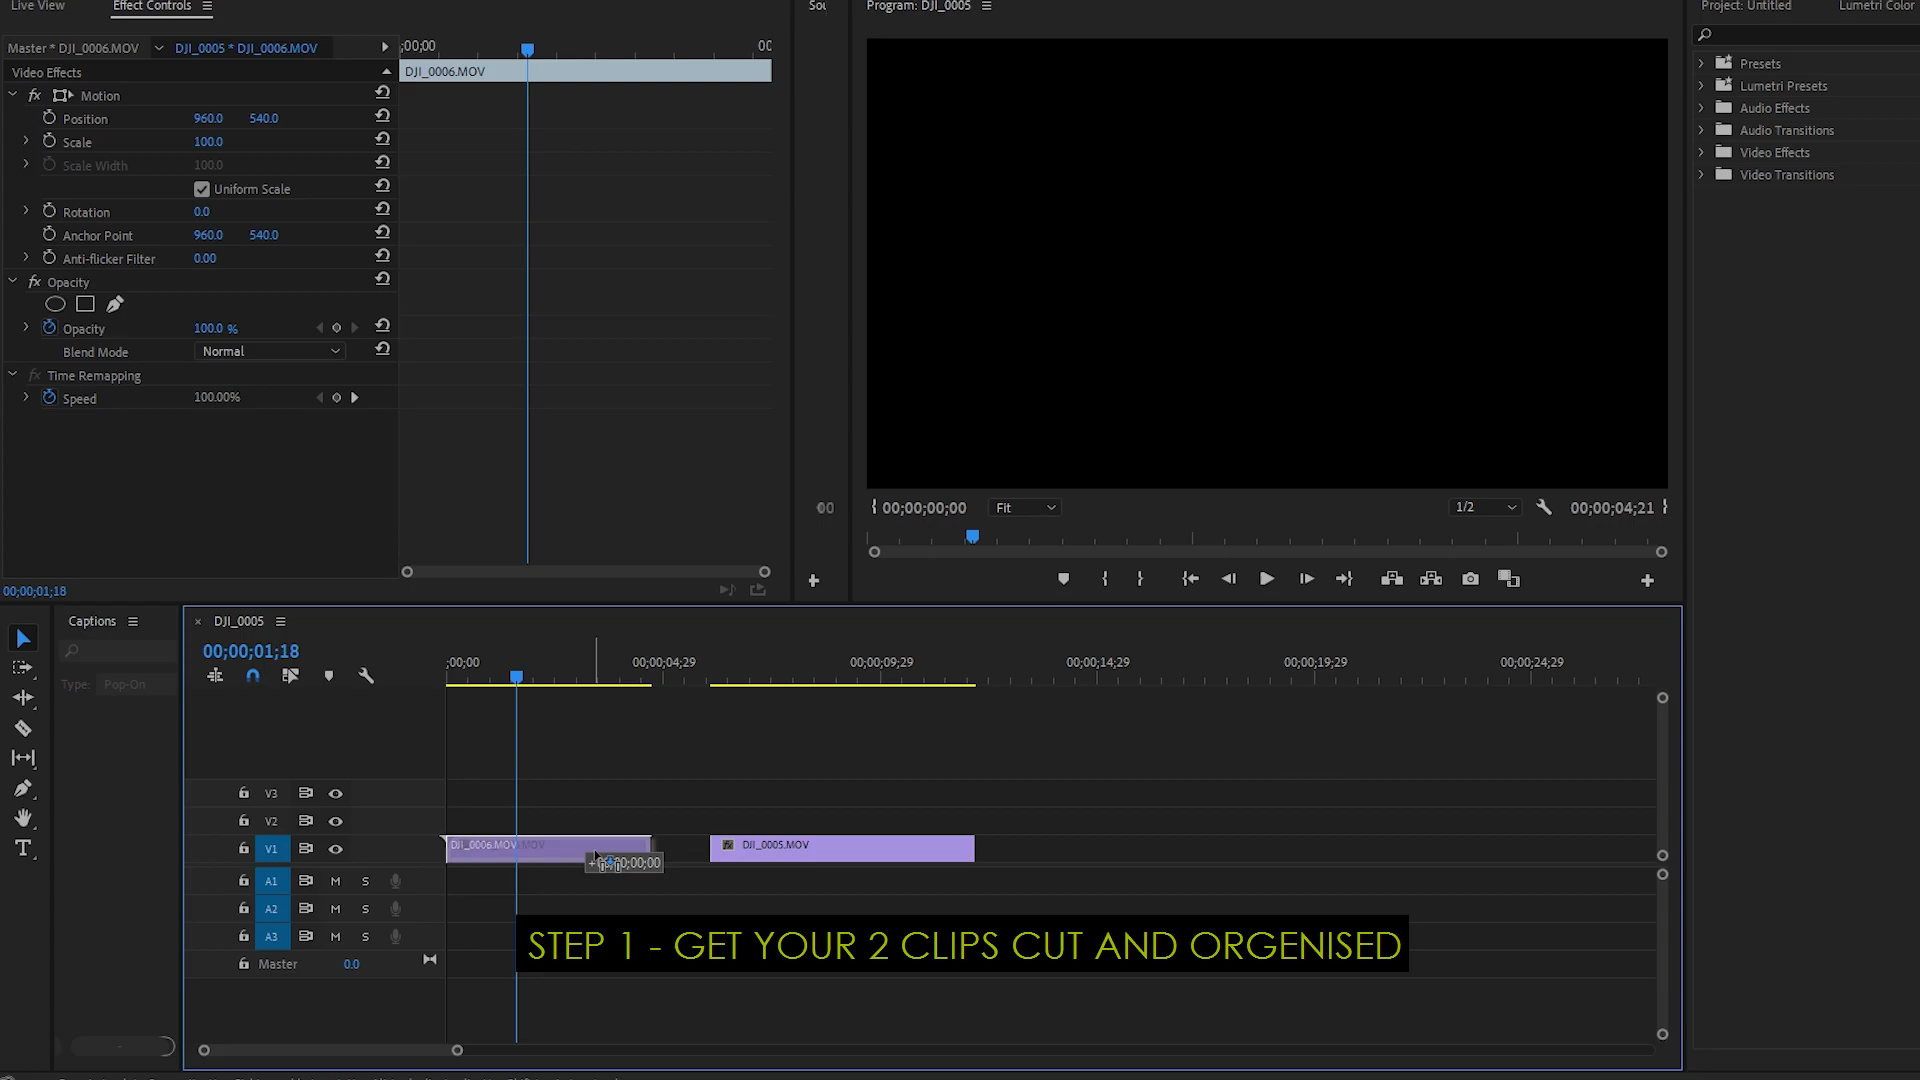 Live View
Effect Controls
Sou
Program: DJI_0005
Project: Untitled
Lumetri Color
Master * DJI_0006.MOV
DJI_0005 * DJI_0006.MOV
;00;00
00
Video Effects
DJI_0006.MOV
fx Motion
Position 960.0 540.0
Scale 100.0
Scale Width 100.0
Uniform Scale
Rotation 0.0
Anchor Point 960.0 540.0
Anti-flicker Filter 0.00
fx Opacity
Opacity 100.0 %
Blend Mode Normal
fx Time Remapping
Speed 100.00%
00;00;01;18
Presets
Lumetri Presets
Audio Effects
Audio Transitions
Video Effects
Video Transitions
00
00;00;00;00
Fit
1/2
00;00;04;21
Captions
Type: Pop-On
DJI_0005
00;00;01;18
;00;00
00;00;04;29
00;00;09;29
00;00;14;29
00;00;19;29
00;00;24;29
V3
V2
V1
DJI_0006.MOV
fx DJI_0005.MOV
A1 M S
A2 M S
A3 M S
Master 0.0
STEP 1 - GET YOUR 2 CLIPS CUT AND ORGENISED